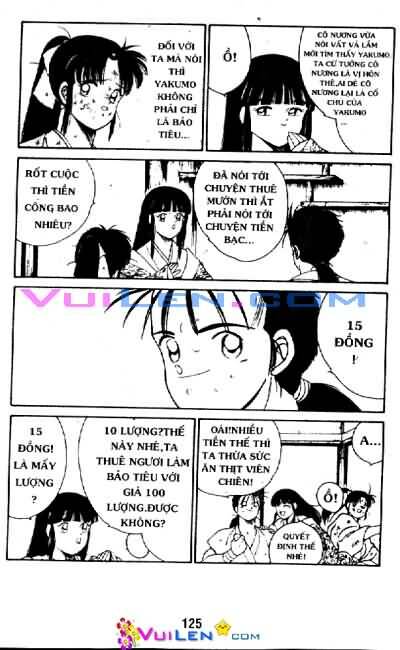 ĐỐI VỚI
TA MÀ NÓI
THÌ
YAKUMO
KHÔNG
PHẢI CHỈ
LÀ BẢO
TIÊU...
Ồ!
CÔ NƯƠNG VỪA
NÓI VẤT VẢ LẮM
MỚI TÌM THẤY YAKUMO
TA CỨ TƯỞNG CÔ
NƯƠNG LÀ VỊ HÔN
THÊ,AI DÈ CÔ
NƯƠNG LẠI LÀ CỐ
CHỦ CỦA
YAKUMO...
RỐT CUỘC
THÌ TIỀN
CÔNG BAO
NHIÊU?
ĐÃ NÓI TỚI
CHUYỆN THUÊ
MƯỚN THÌ ẮT
PHẢI NÓI TỚI
CHUYỆN TIỀN
BẠC...
VuiLen.com
15
ĐỒNG
!
15
ĐỒNG!
LÀ MẤY
LƯỢNG
?
10 LƯỢNG?THẾ
NÀY NHÉ,TA
THUÊ NGƯƠI LÀM
BẢO TIÊU VỚI
GIÁ 100
LƯỢNG.ĐƯỢC
KHÔNG?
OÁI!NHIỀU
TIỀN THẾ THÌ
TA THỪA SỨC
ĂN THỊT VIÊN
CHIÊN!
A...
Ồ!
QUYẾT
ĐỊNH THẾ
NHÉ!
125
VuiLen.com